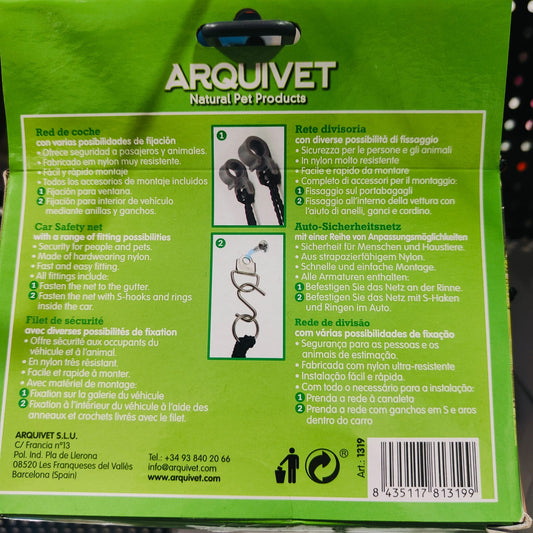 ARQUIVET
Natural Pet Products
Red de coche
con varias posibilidades de fijación
• Ofrece seguridad a pasajeros y animales.
• Fabricado em nylon muy resistente.
• Fácil y rápido montaje
• Todos los accesorios de montaje incluidos
1 Fijación para ventana.
2 Fijación para interior de vehículo
mediante anillas y ganchos.
Car Safety net
with a range of fitting possibilities
• Security for people and pets.
• Made of hardwearing nylon.
• Fast and easy fitting.
• All fittings include:
1 Fasten the net to the gutter.
2 Fasten the net with S-hooks and rings
inside the car.
Filet de sécurité
avec diverses possibilités de fixation
• Offre sécurité aux occupants du
véhicule et à l'animal.
• En nylon très résistant.
• Facile et rapide à monter.
• Avec matériel de montage:
1 Fixation sur la galerie du véhicule
2 Fixation à l'intérieur du véhicule à l'aide des
anneaux et crochets livrés avec le filet.
1
2
Rete divisoria
con diverse possibilità di fissaggio
• Sicurezza per le persone e gli animali
• In nylon molto resistente
• Facile e rapido da montare
• Completo di accessori per il montaggio:
1 Fissaggio sul portabagagli
2 Fissaggio all'interno della vettura con
l'aiuto di anelli, ganci e cordino.
Auto-Sicherheitsnetz
mit einer Reihe von Anpassungsmöglichkeiten
• Sicherheit für Menschen und Haustiere.
• Aus strapazierfähigem Nylon.
• Schnelle und einfache Montage.
• Alle Armaturen enthalten:
1 Befestigen Sie das Netz an der Rinne.
2 Befestigen Sie das Netz mit S-Haken
und Ringen im Auto.
Rede de divisão
com várias possibilidades de fixação
• Segurança para as pessoas e os
animais de estimação.
• Fabricada com nylon ultra-resistente
• Instalação fácil e rápida.
• Com todo o necessário para a instalação:
1 Prenda a rede à canaleta
2 Prenda a rede com ganchos em S e aros
dentro do carro
ARQUIVET S.L.U.
C/ Francia nº13
Pol. Ind. Pla de Llerona
08520 Les Franqueses del Vallés
Barcelona (Spain)
Tel.: +34 93 840 20 66
info@arquivet.com
www.arquivet.com
®
Art.: 1319
8 435117 813199